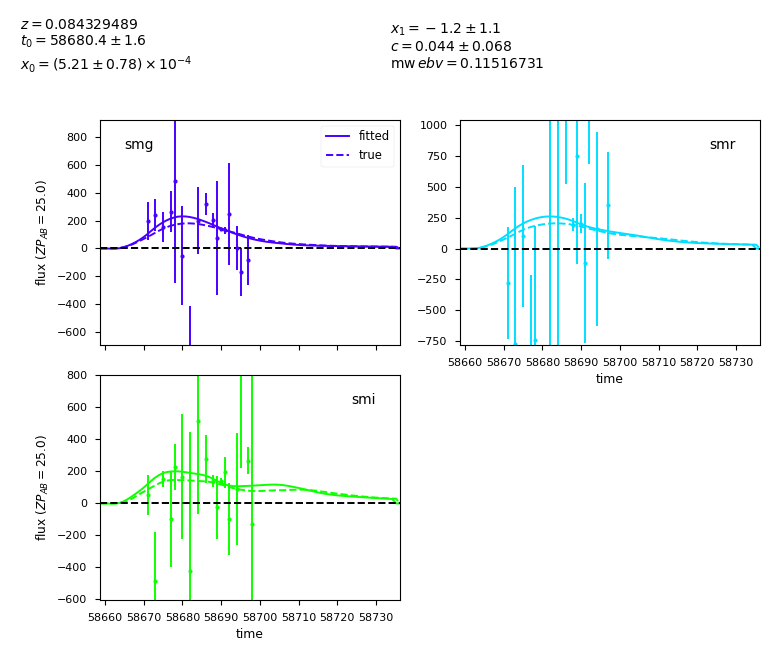 z = 0.084329489
t₀ = 58680.4 ± 1.6
x₀ = (5.21 ± 0.78) × 10⁻⁴
x₁ = −1.2 ± 1.1
c = 0.044 ± 0.068
mw ebv = 0.11516731
smg
fitted
true
800
600
400
200
0
−200
−400
−600
flux (ZP_AB = 25.0)
smr
1000
750
500
250
0
−250
−500
−750
58660 58670 58680 58690 58700 58710 58720 58730
time
smi
800
600
400
200
0
−200
−400
−600
flux (ZP_AB = 25.0)
58660 58670 58680 58690 58700 58710 58720 58730
time